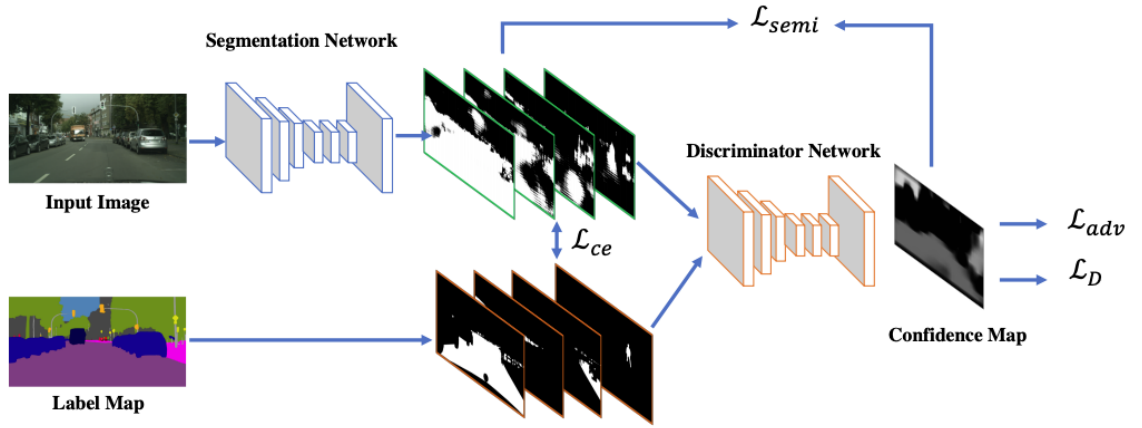 ℒ_semi
Segmentation Network
Discriminator Network
Input Image
ℒ_adv
ℒ_ce
ℒ_D
Confidence Map
Label Map